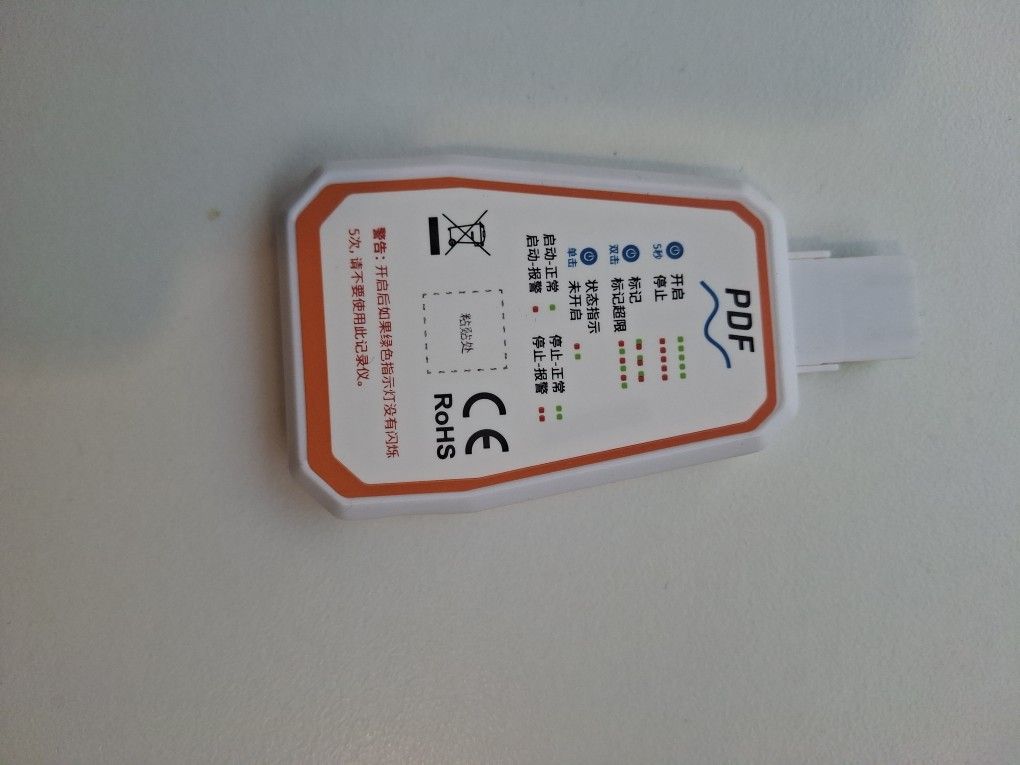 PDF
开启
5秒 停止
标记
双击 标记超限
状态指示
单击 未开启
启动-正常 停止-正常
启动-报警 停止-报警
粘贴处
CE
RoHS
警告：开启后如果绿色指示灯没有闪烁
5次, 请不要使用此记录仪。